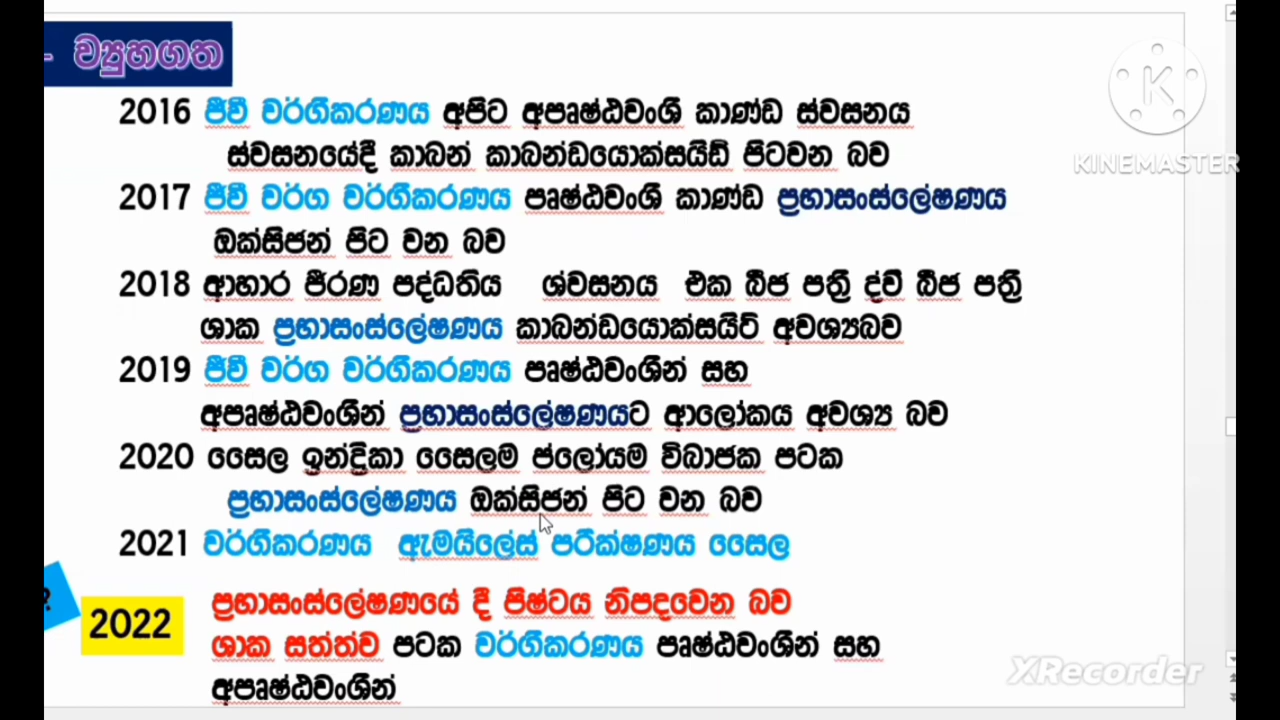 - ව්‍යුහගත
2016 ජීවී වර්ගීකරණය අපිට අපෘෂ්ඨවංශී කාණ්ඩ ස්වසනය
ස්වසනයේදී කාබන් කාබන්ඩයොක්සයිඩ් පිටවන බව
2017 ජීවී වර්ග වර්ගීකරණය පෘෂ්ඨවංශී කාණ්ඩ ප්‍රභාසංස්ලේෂණය
ඔක්සිජන් පිට වන බව
2018 ආහාර ජීරණ පද්ධතිය ශ්වසනය එක බීජ පත්‍රී ද්වී බීජ පත්‍රී
ශාක ප්‍රභාසංස්ලේෂණය කාබන්ඩයොක්සයිට් අවශ්‍යබව
2019 ජීවී වර්ග වර්ගීකරණය පෘෂ්ඨවංශීන් සහ
අපෘෂ්ඨවංශීන් ප්‍රභාසංස්ලේෂණයට ආලෝකය අවශ්‍ය බව
2020 සෛල ඉන්ද්‍රිකා සෛලම ප්ලෝයම විබාජක පටක
ප්‍රභාසංස්ලේෂණය ඔක්සිජන් පිට වන බව
2021 වර්ගීකරණය ඇමයිලේස් පරීක්ෂණය සෛල
?
2022 ප්‍රභාසංස්ලේෂණයේ දී පිෂ්ටය නිපදවෙන බව
ශාක සත්ත්ව පටක වර්ගීකරණය පෘෂ්ඨවංශීන් සහ
අපෘෂ්ඨවංශීන්
K
KINEMASTER
XRecorder